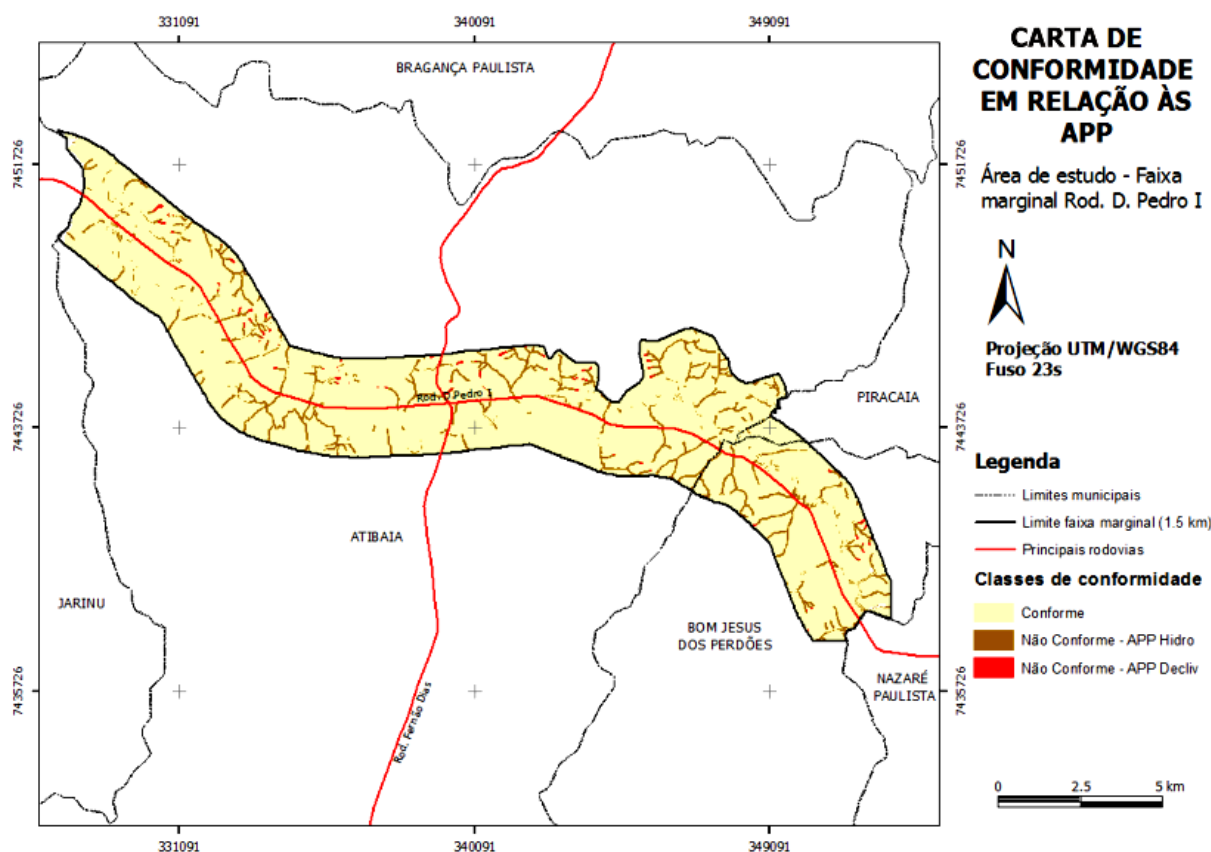 CARTA DE
CONFORMIDADE
EM RELAÇÃO ÀS
APP
Área de estudo - Faixa
marginal Rod. D. Pedro I
N
Projeção UTM/WGS84
Fuso 23s
Legenda
Limites municipais
Limite faixa marginal (1.5 km)
Principais rodovias
Classes de conformidade
Conforme
Não Conforme - APP Hidro
Não Conforme - APP Decliv
0 2.5 5 km
331091 340091 349091
7451726 7451726
7443726 7443726
7435726 7435726
331091 340091 349091
BRAGANÇA PAULISTA
PIRACAIA
Rod. D.Pedro I
ATIBAIA
JARINU
BOM JESUS
DOS PERDÕES
NAZARÉ
PAULISTA
Rod. Fernão Dias